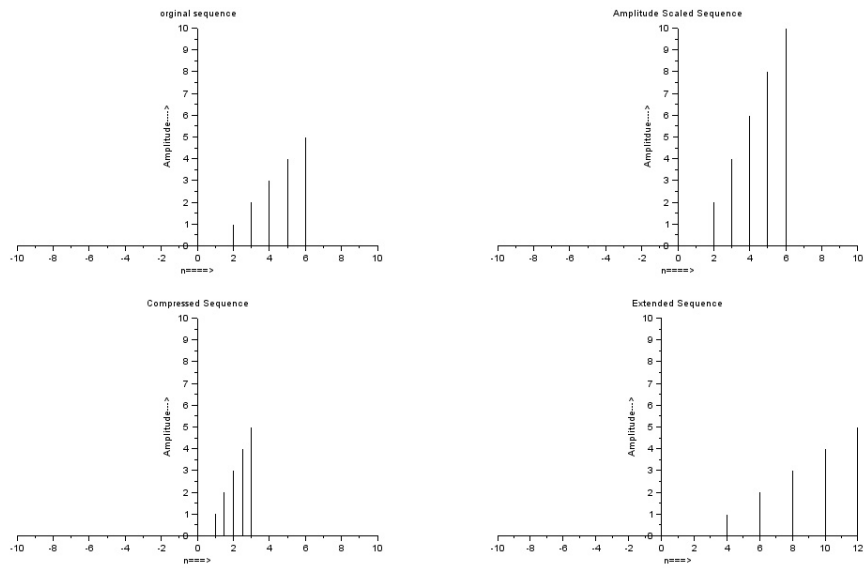 orginal sequence
10
9
8
7
6
5
4
3
2
1
0
Amplitude---->
-10 -8 -6 -4 -2 0 2 4 6 8 10
n====>
Amplitude Scaled Sequence
10
9
8
7
6
5
4
3
2
1
0
Amplitdue---->
-10 -8 -6 -4 -2 0 2 4 6 8 10
n====>
Compressed Sequence
10
9
8
7
6
5
4
3
2
1
0
Amplitude--->
-10 -8 -6 -4 -2 0 2 4 6 8 10
n===>
Extended Sequence
10
9
8
7
6
5
4
3
2
1
0
Amplitude--->
-10 -8 -6 -4 -2 0 2 4 6 8 10 12
n===>